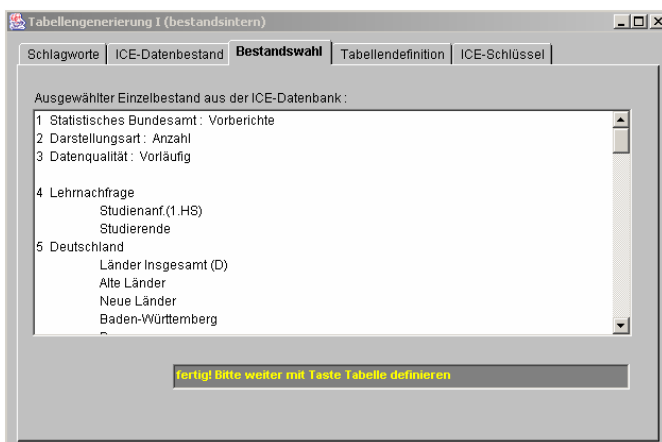 Tabellengenerierung I (bestandsintern)
Schlagworte ICE-Datenbestand Bestandswahl Tabellendefinition ICE-Schlüssel
Ausgewählter Einzelbestand aus der ICE-Datenbank :
1 Statistisches Bundesamt : Vorberichte
2 Darstellungsart : Anzahl
3 Datenqualität : Vorläufig
4 Lehrnachfrage
Studienanf.(1.HS)
Studierende
5 Deutschland
Länder Insgesamt (D)
Alte Länder
Neue Länder
Baden-Württemberg
fertig! Bitte weiter mit Taste Tabelle definieren